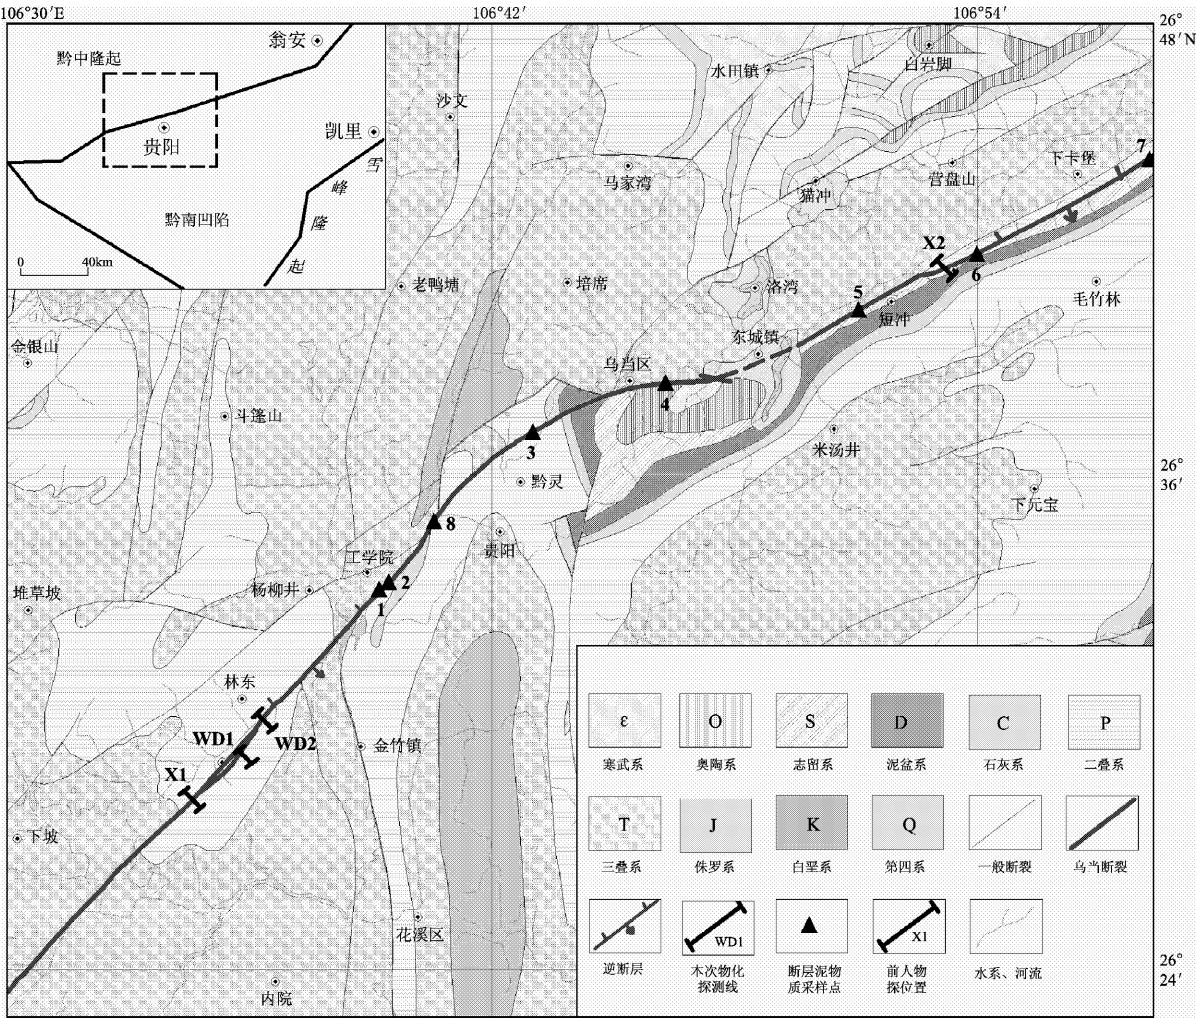 106°30′E
106°42′
106°54′
26°
48′N
翁安
黔中隆起
凯里
贵阳
雪
峰
隆
起
黔南凹陷
0
40km
沙文
水田镇
白岩脚
马家湾
猫冲
营盘山
下卡堡
7
X2
6
老鸭塘
培席
洛湾
5
短冲
毛竹林
金银山
东城镇
乌当区
4
斗篷山
3
米汤井
黔灵
26°
36′
下元宝
8
贵阳
工学院
杨柳井
2
1
堆草坡
林东
WD1
WD2
金竹镇
X1
下坡
花溪区
内院
26°
24′
ε
O
S
D
C
P
寒武系
奥陶系
志留系
泥盆系
石灰系
二叠系
T
J
K
Q
三叠系
侏罗系
白垩系
第四系
一般断裂
乌当断裂
WD1
X1
逆断层
本次物化
探测线
断层泥物
质采样点
前人物
探位置
水系、河流